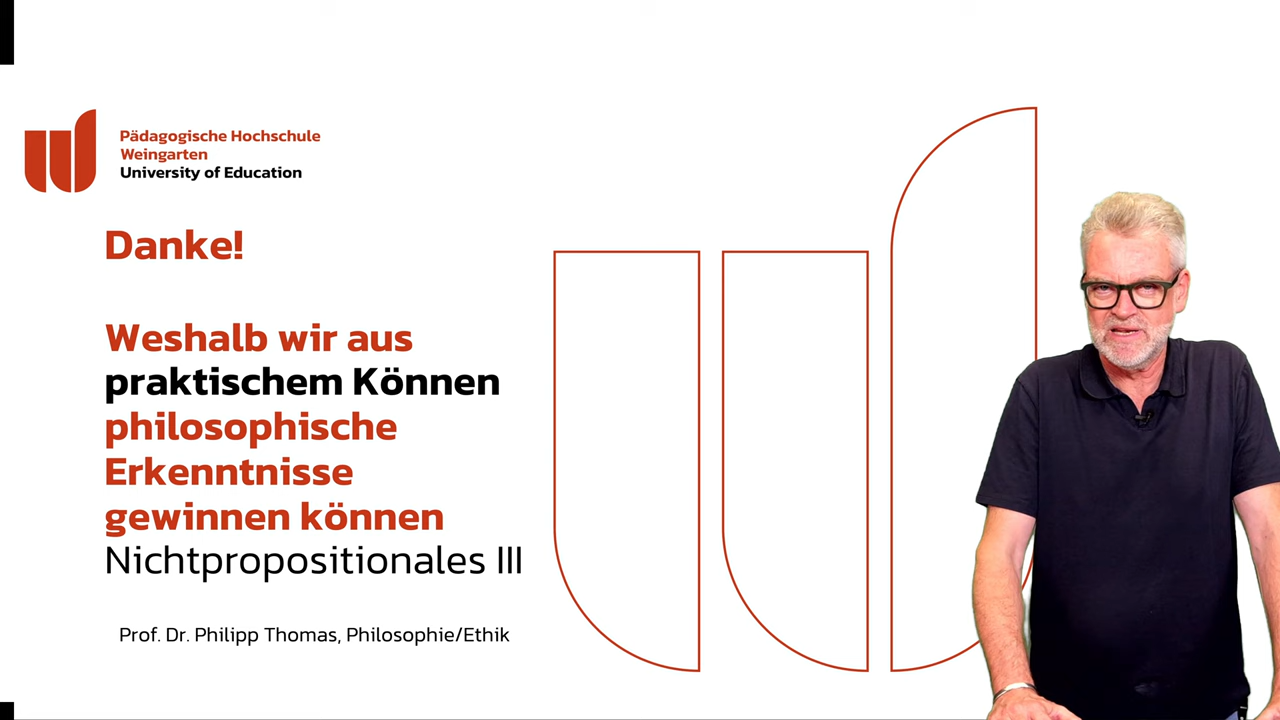 Pädagogische Hochschule
Weingarten
University of Education
Danke!
Weshalb wir aus
praktischem Können
philosophische
Erkenntnisse
gewinnen können
Nichtpropositionales III
Prof. Dr. Philipp Thomas, Philosophie/Ethik